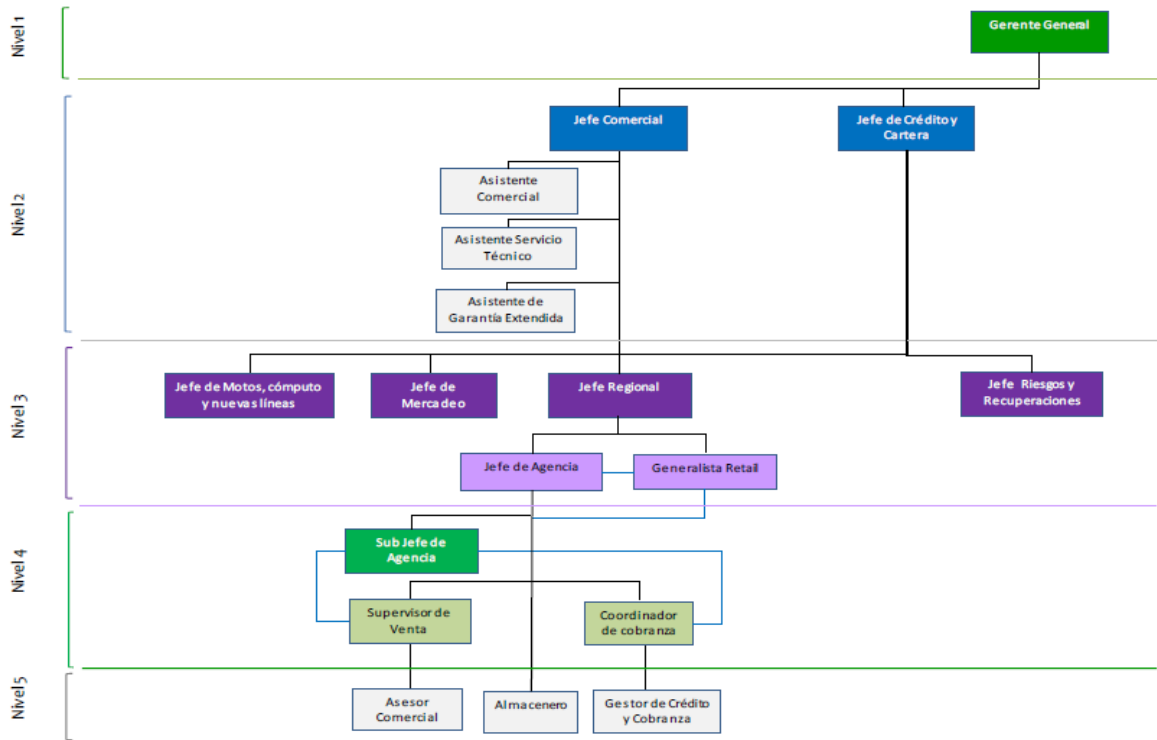 Nivel 1
Gerente General
Nivel 2
Jefe Comercial
Jefe de Crédito y
Cartera
Asistente
Comercial
Asistente Servicio
Técnico
Asistente de
Garantía Extendida
Nivel 3
Jefe de Motos, cómputo
y nuevas líneas
Jefe de
Mercadeo
Jefe Regional
Jefe Riesgos y
Recuperaciones
Jefe de Agencia
Generalista Retail
Nivel 4
Sub Jefe de
Agencia
Supervisor de
Venta
Coordinador
de cobranza
Nivel 5
Asesor
Comercial
Almacenero
Gestor de Crédito
y Cobranza